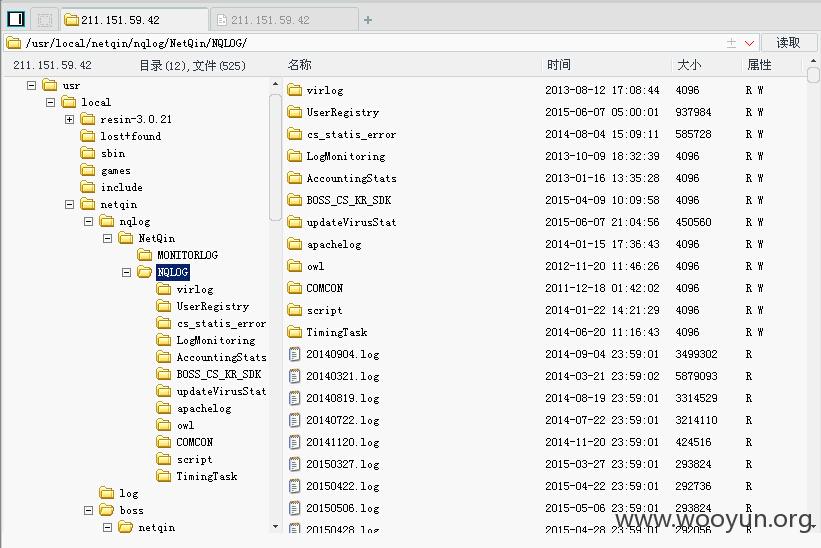 211.151.59.42 211.151.59.42
/usr/local/netqin/nqlog/NetQin/NQLOG/ 读取
211.151.59.42 目录(12),文件(525) 名称 时间 大小 属性
usr
local
resin-3.0.21
lost+found
sbin
games
include
netqin
nqlog
NetQin
MONITORLOG
NQLOG
virlog
UserRegistry
cs_statis_error
LogMonitoring
AccountingStats
BOSS_CS_KR_SDK
updateVirusStat
apachelog
owl
COMCON
script
TimingTask
log
boss
netqin
virlog 2013-08-12 17:08:44 4096 R W
UserRegistry 2015-06-07 05:00:01 937984 R W
cs_statis_error 2014-08-04 15:09:11 585728 R W
LogMonitoring 2013-10-09 18:32:39 4096 R W
AccountingStats 2013-01-16 13:35:28 4096 R W
BOSS_CS_KR_SDK 2015-04-09 10:09:58 4096 R W
updateVirusStat 2015-06-07 21:04:56 450560 R W
apachelog 2014-01-15 17:36:43 4096 R W
owl 2012-11-20 11:46:26 4096 R W
COMCON 2011-12-18 01:42:02 4096 R W
script 2014-01-22 14:21:29 4096 R W
TimingTask 2014-06-20 11:16:43 4096 R W
20140904.log 2014-09-04 23:59:01 3499302 R
20140321.log 2014-03-21 23:59:02 5879093 R
20140819.log 2014-08-19 23:59:01 3314529 R
20140722.log 2014-07-22 23:59:01 3214110 R
20141120.log 2014-11-20 23:59:01 424516 R
20150327.log 2015-03-27 23:59:01 293824 R
20150422.log 2015-04-22 23:59:01 292736 R
20150506.log 2015-05-06 23:59:01 293824 R
20150428.log 2015-04-28 23:59:01 292056 R
www.wooyun.org